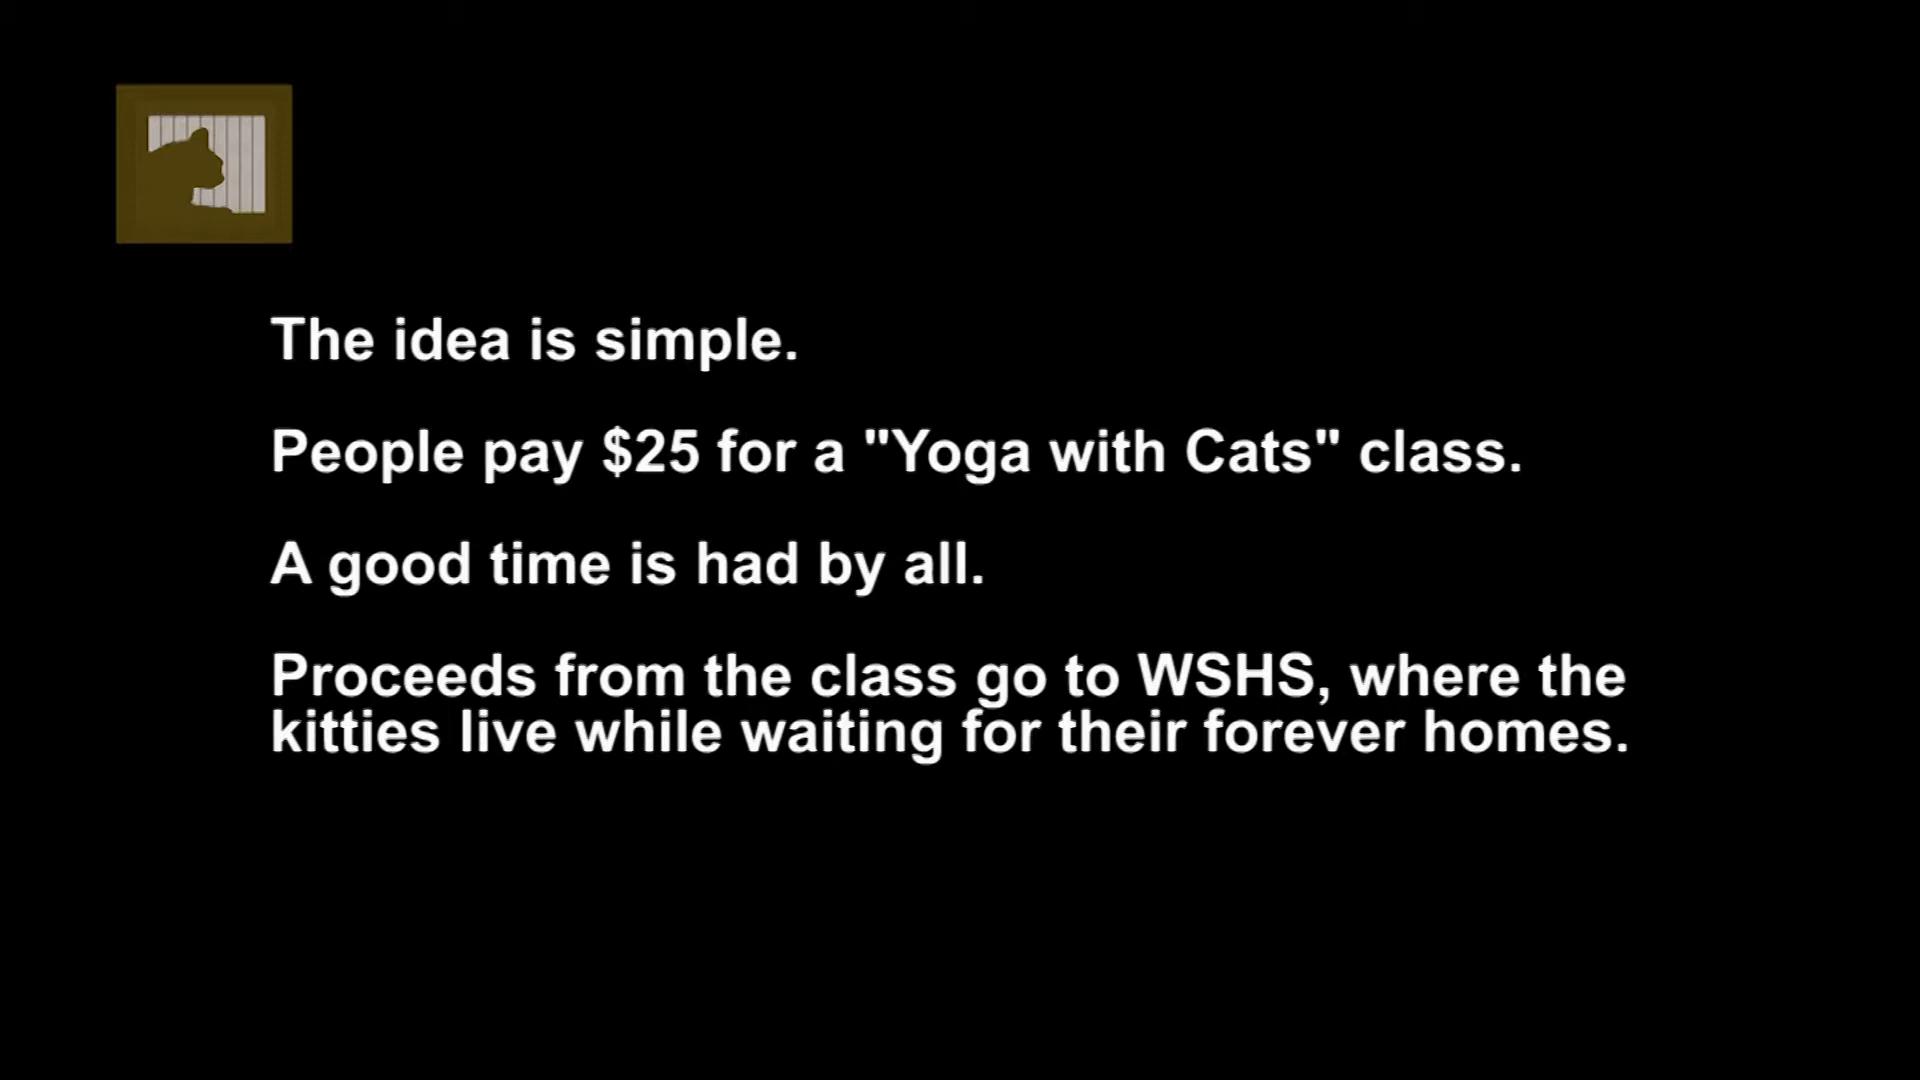 The idea is simple.
People pay $25 for a "Yoga with Cats" class.
A good time is had by all.
Proceeds from the class go to WSHS, where the
kitties live while waiting for their forever homes.